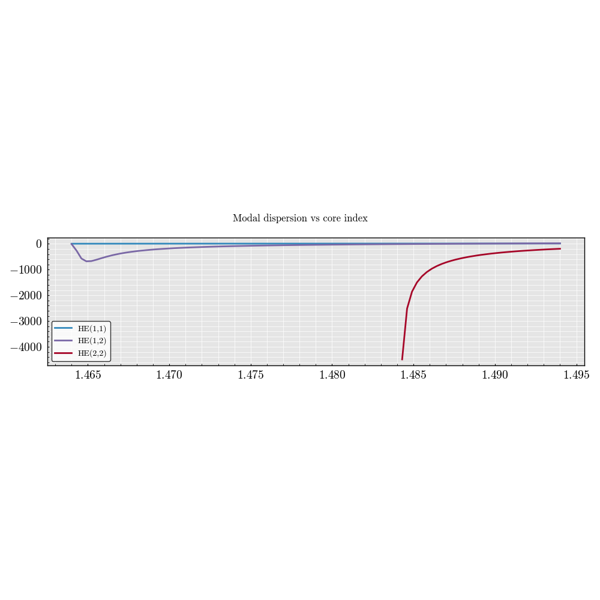 Modal dispersion vs core index
0
−1000
−2000
−3000
−4000
HE(1,1)
HE(1,2)
HE(2,2)
1.465 1.470 1.475 1.480 1.485 1.490 1.495